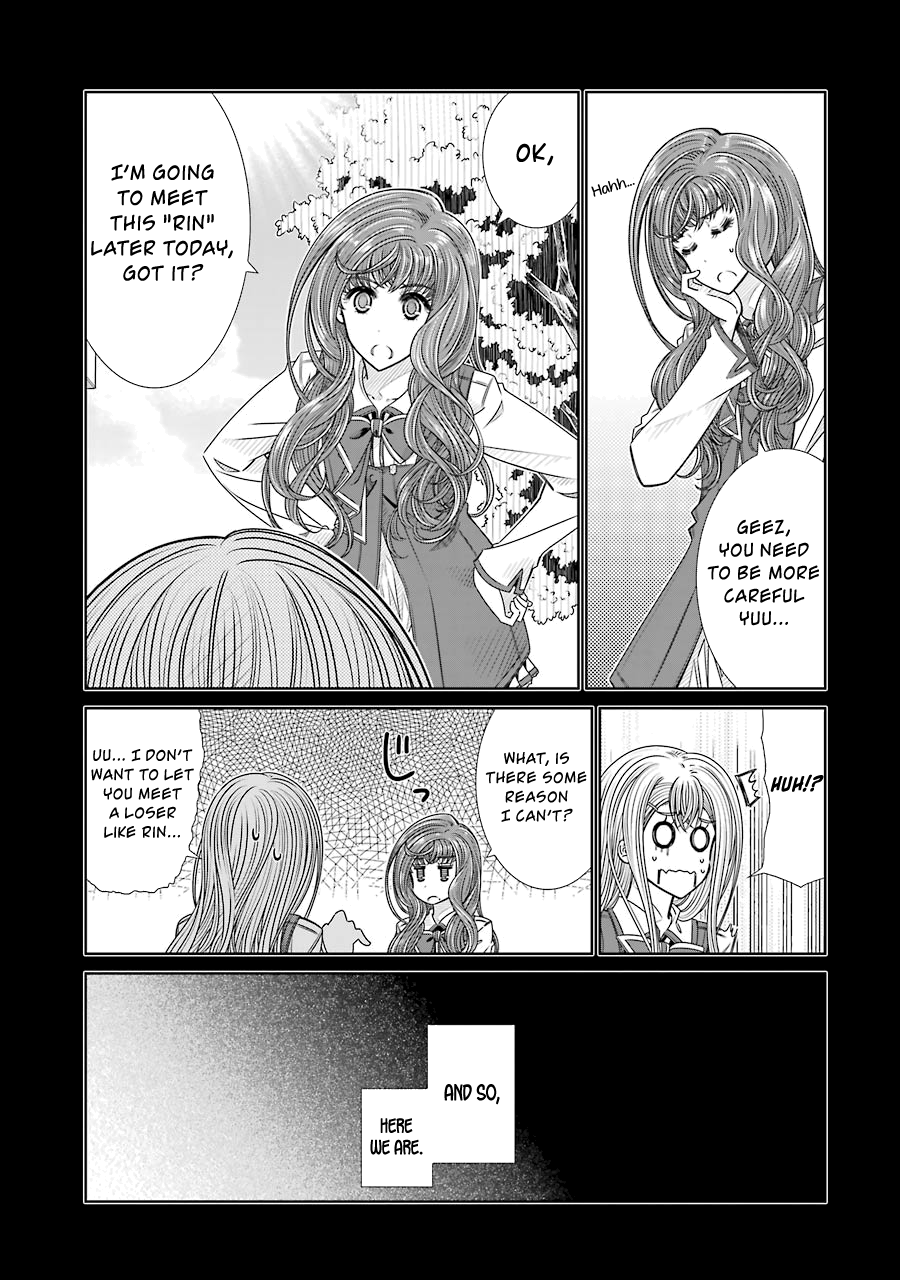 Hahh...
GEEZ,
YOU NEED
TO BE MORE
CAREFUL
YUU...
OK,
I'M GOING
TO MEET
THIS "RIN"
LATER TODAY,
GOT IT?
HUH!?
WHAT, IS
THERE SOME
REASON
I CAN'T?
じっ
UU... I DON'T
WANT TO LET
YOU MEET
A LOSER
LIKE RIN...
AND SO,
HERE
WE ARE.